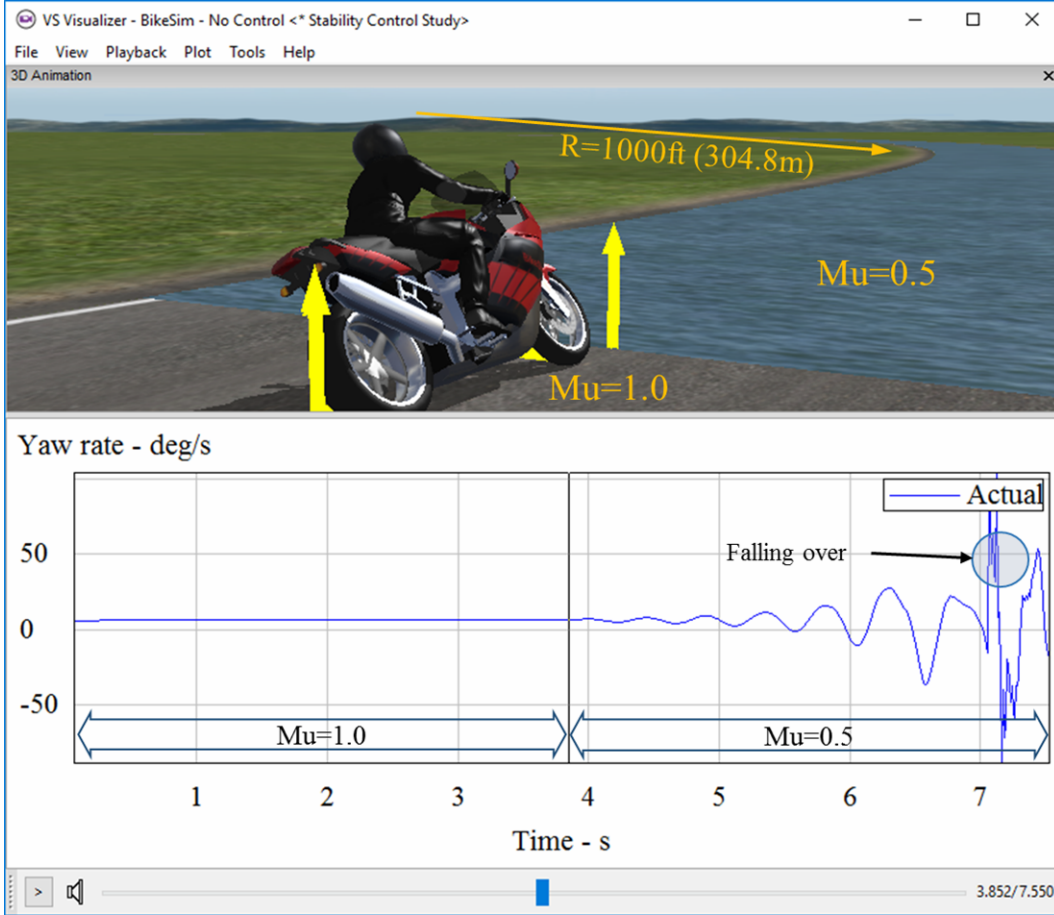 VS Visualizer - BikeSim - No Control <* Stability Control Study>
File View Playback Plot Tools Help
3D Animation
R=1000ft (304.8m)
Mu=0.5
Mu=1.0
Yaw rate - deg/s
Actual
50
Falling over
0
-50
Mu=1.0
Mu=0.5
1 2 3 4 5 6 7
Time - s
3.852/7.550